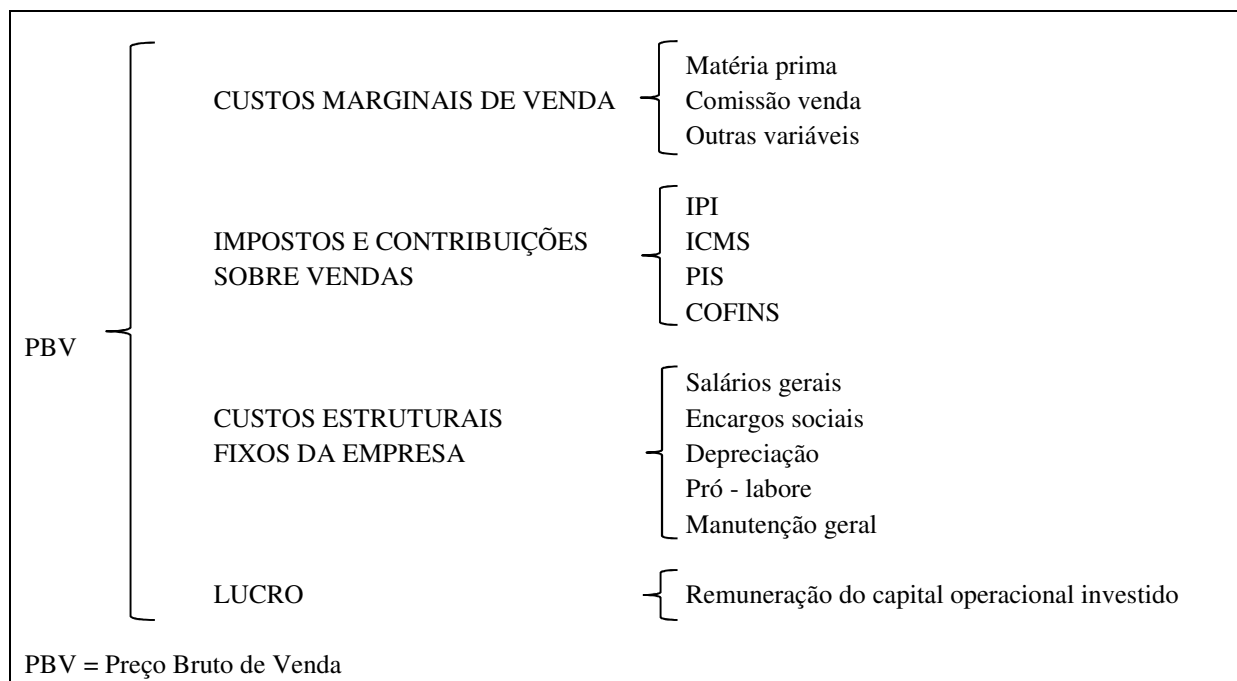 PBV
CUSTOS MARGINAIS DE VENDA
Matéria prima
Comissão venda
Outras variáveis
IMPOSTOS E CONTRIBUIÇÕES
SOBRE VENDAS
IPI
ICMS
PIS
COFINS
CUSTOS ESTRUTURAIS
FIXOS DA EMPRESA
Salários gerais
Encargos sociais
Depreciação
Pró - labore
Manutenção geral
LUCRO
Remuneração do capital operacional investido
PBV = Preço Bruto de Venda